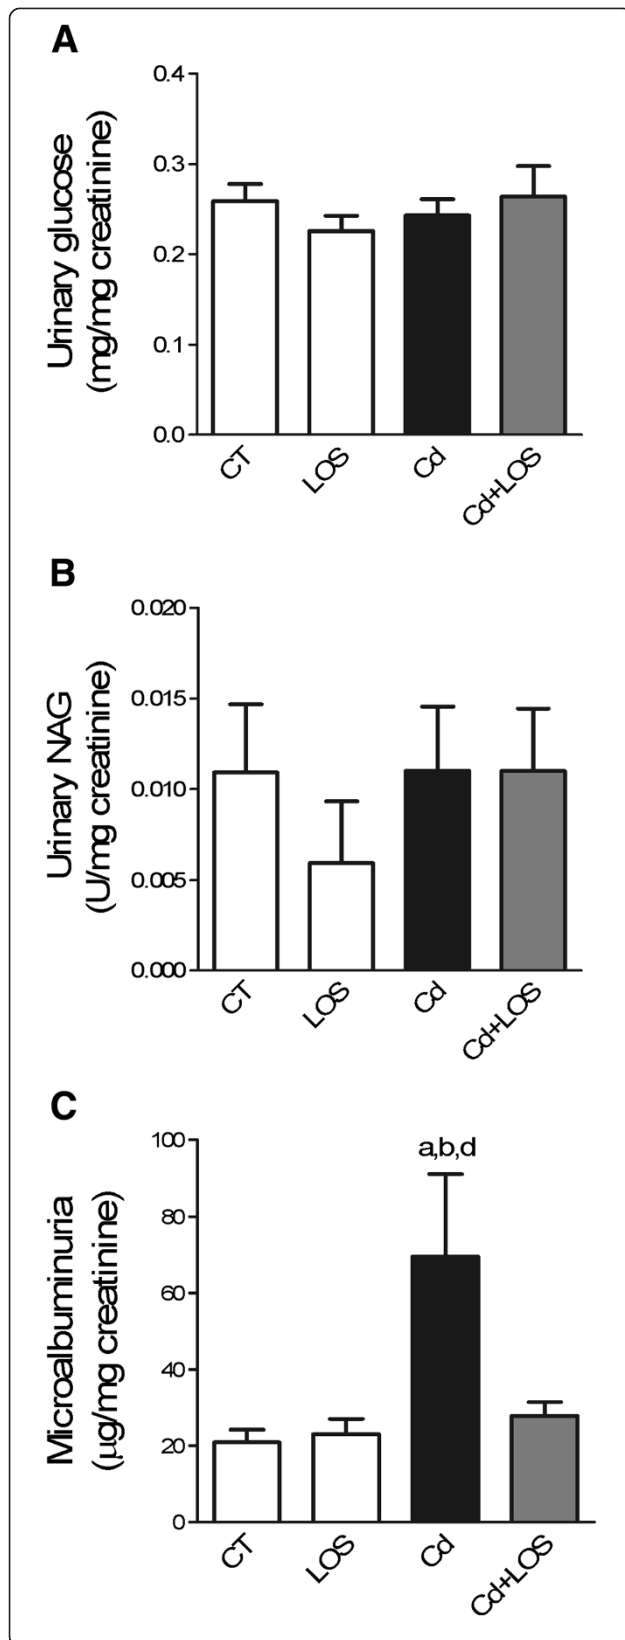 A
Urinary glucose
(mg/mg creatinine)
0.4
0.3
0.2
0.1
0.0
CT
LOS
Cd
Cd+LOS
B
Urinary NAG
(U/mg creatinine)
0.020
0.015
0.010
0.005
0.000
CT
LOS
Cd
Cd+LOS
C
Microalbuminuria
(µg/mg creatinine)
100
80
60
40
20
0
a,b,d
CT
LOS
Cd
Cd+LOS